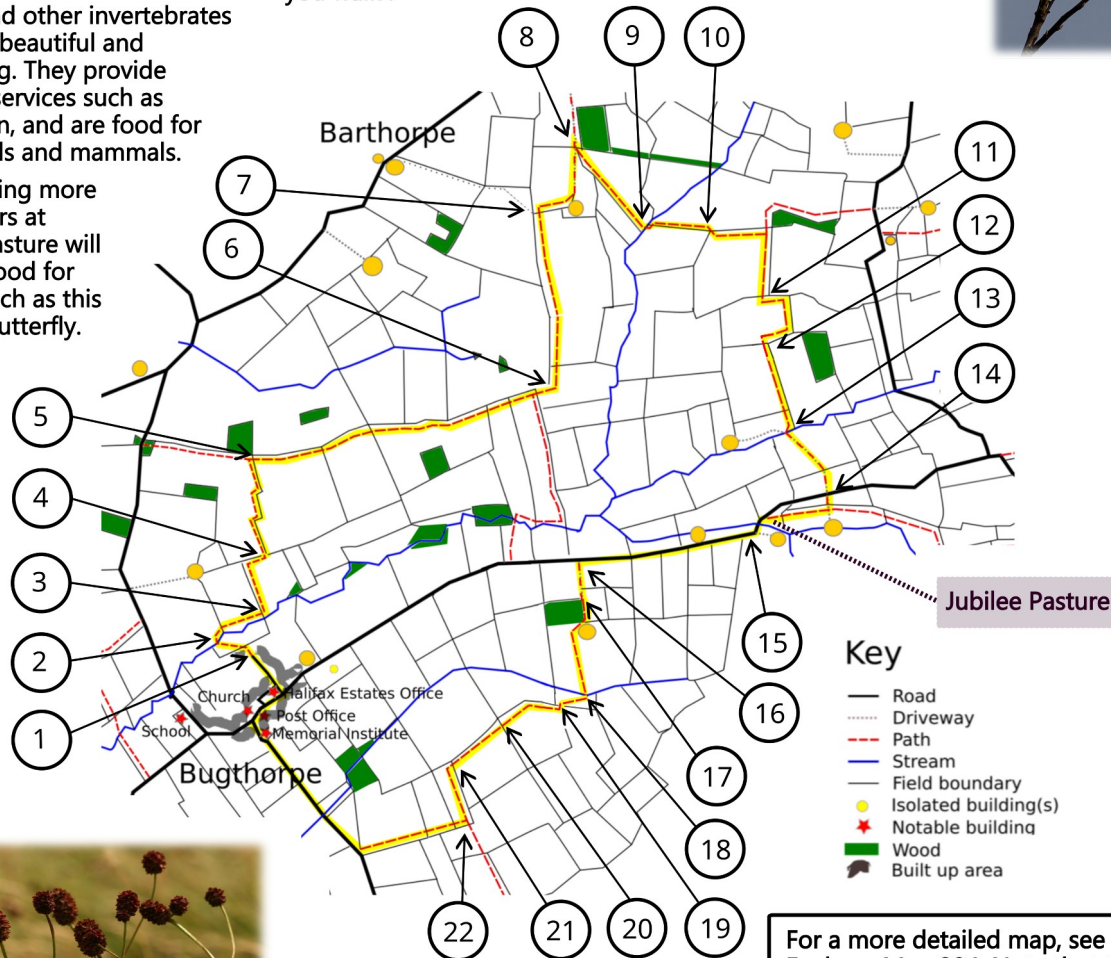 d other invertebrates
beautiful and
g. They provide
services such as
n, and are food for
ds and mammals.
ing more
rs at
asture will
ood for
ch as this
utterfly.
8
9
10
Barthorpe
7
11
6
12
13
14
5
4
3
2
1
Jubilee Pasture
15
16
17
18
19
20
21
22
Church
Halifax Estates Office
Post Office
School
Memorial Institute
Bugthorpe
Key
Road
Driveway
Path
Stream
Field boundary
Isolated building(s)
Notable building
Wood
Built up area
For a more detailed map, see